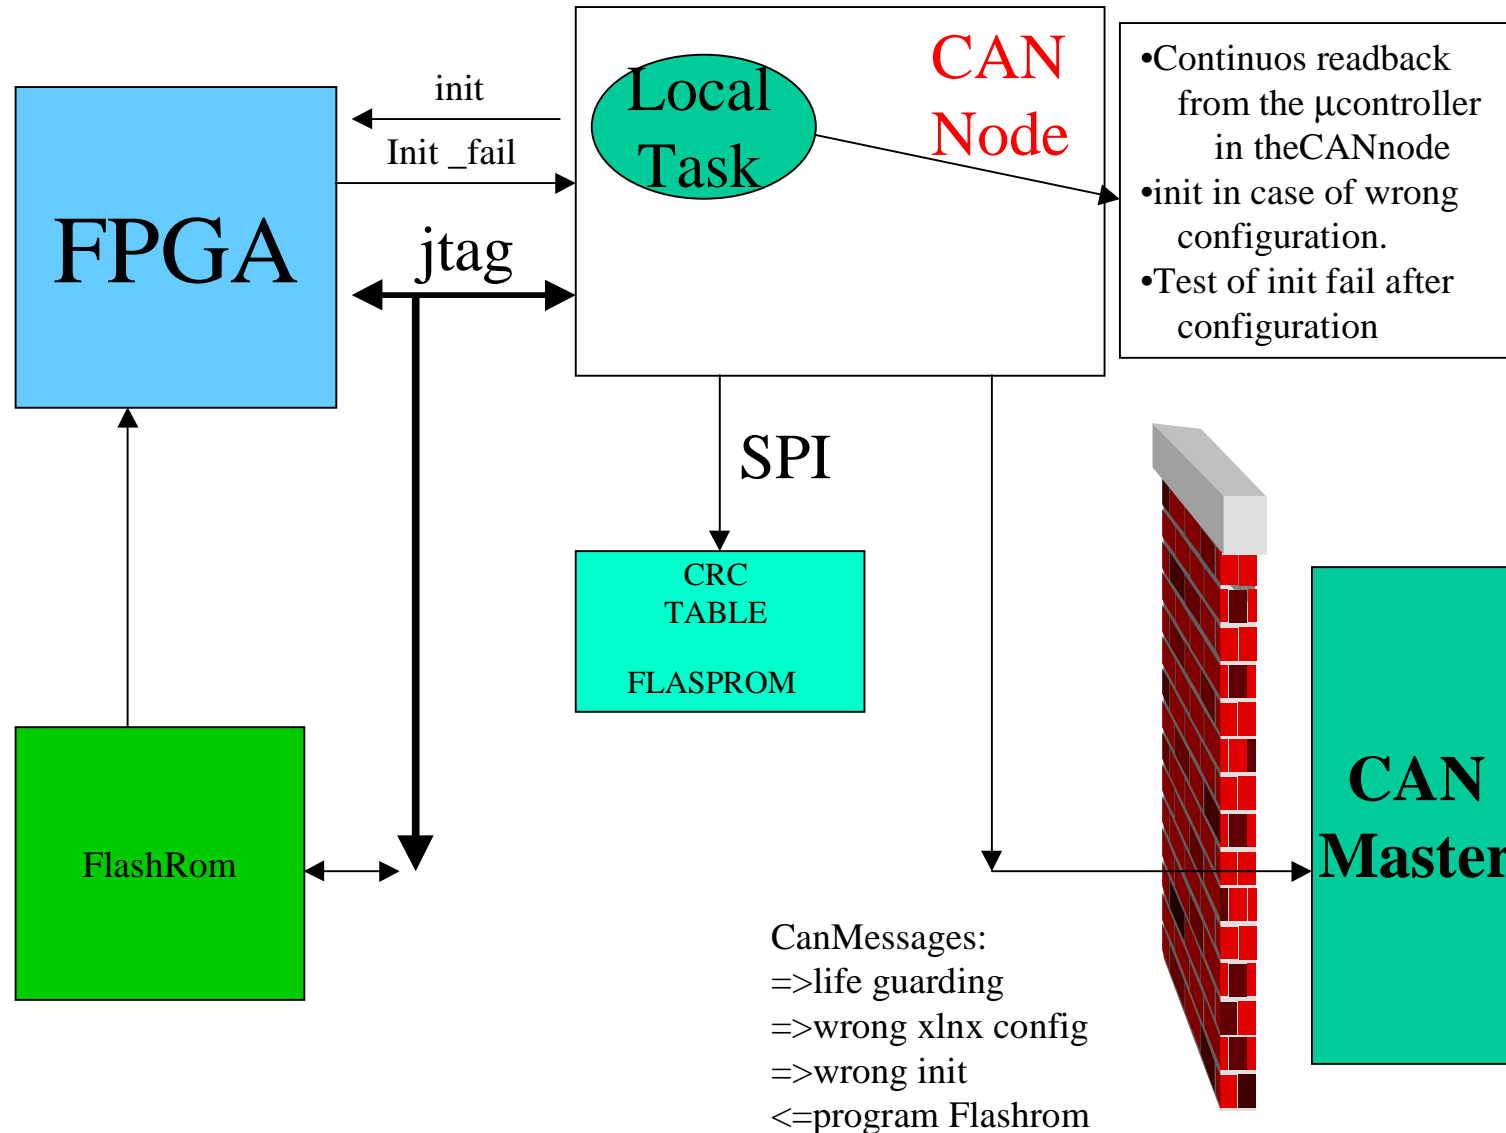 init
Init _fail
FPGA
jtag
Local
Task
CAN
Node
•Continuos readback
from the μcontroller
in theCANnode
•init in case of wrong
configuration.
•Test of init fail after
configuration
SPI
CRC
TABLE
FLASPROM
FlashRom
CAN
Master
CanMessages:
=>life guarding
=>wrong xlnx config
=>wrong init
<=program Flashrom